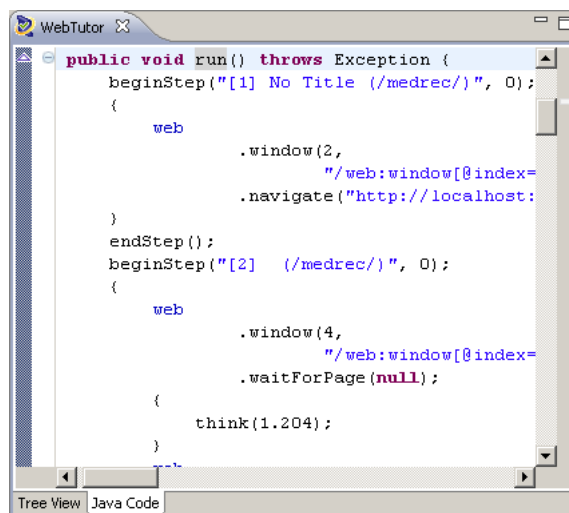 WebTutor
public void run() throws Exception {
beginStep("[1] No Title (/medrec/)", 0);
{
web
.window(2,
"/web:window[@index=
.navigate("http://localhost:
}
endStep();
beginStep("[2]  (/medrec/)", 0);
{
web
.window(4,
"/web:window[@index=
.waitForPage(null);
{
think(1.204);
}
Tree View Java Code